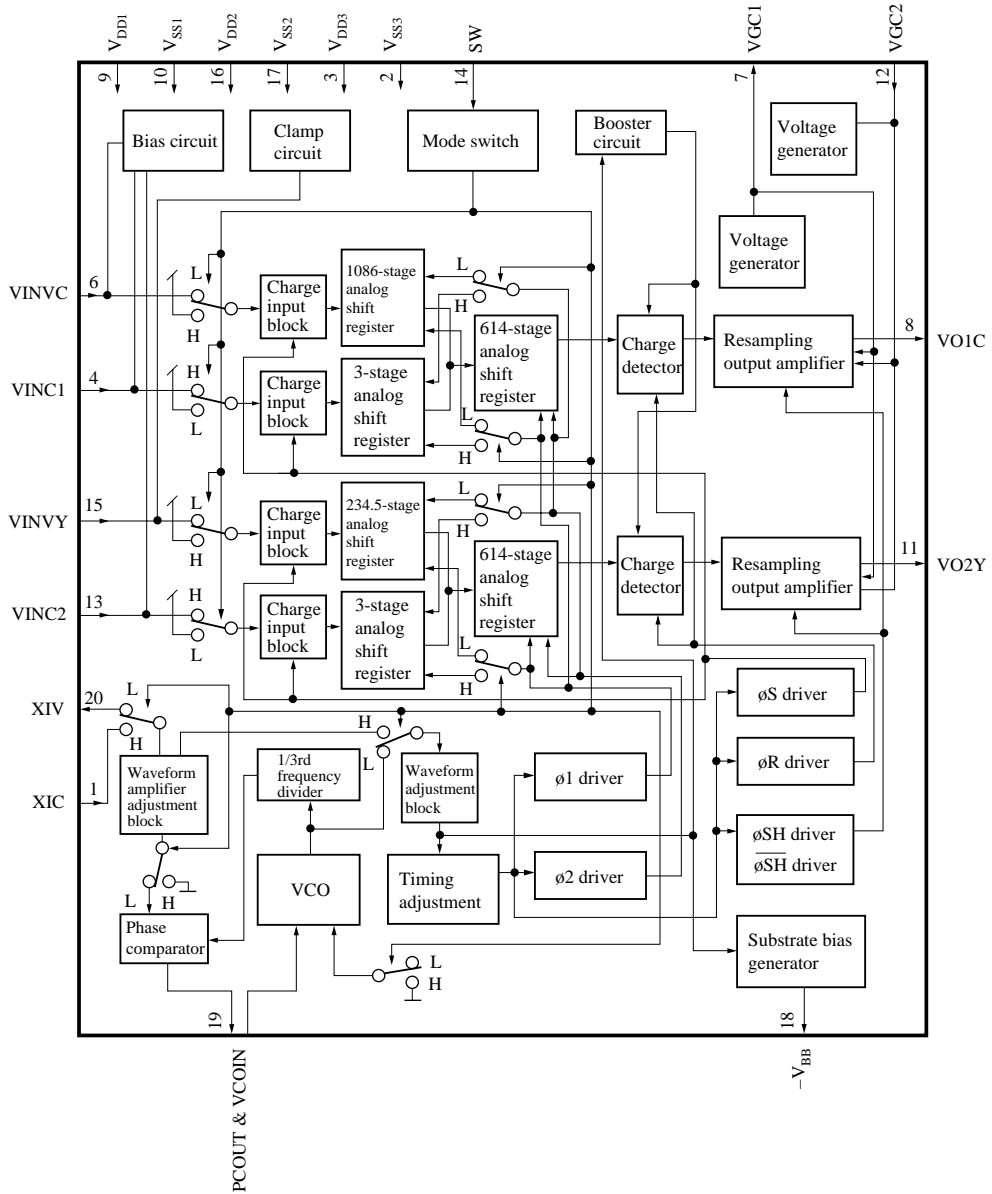 VDD1
VSS1
VDD2
VSS2
VDD3
VSS3
SW
VGC1
VGC2
9
10
16
17
3
2
14
7
12
Bias circuit
Clamp
circuit
Mode switch
Booster
circuit
Voltage
generator
Voltage
generator
VINVC
6
L
H
Charge
input
block
1086-stage
analog
shift
register
L
H
614-stage
analog
shift
register
Charge
detector
Resampling
output amplifier
8
VO1C
VINC1
4
H
L
Charge
input
block
3-stage
analog
shift
register
L
H
VINVY
15
L
H
Charge
input
block
234.5-stage
analog
shift
register
L
H
614-stage
analog
shift
register
Charge
detector
Resampling
output amplifier
11
VO2Y
VINC2
13
H
L
Charge
input
block
3-stage
analog
shift
register
L
H
XIV
20
L
H
XIC
1
Waveform
amplifier
adjustment
block
1/3rd
frequency
divider
H
L
Waveform
adjustment
block
ø1 driver
øS driver
øR driver
øSH driver
øSH driver
L
H
Phase
comparator
VCO
Timing
adjustment
ø2 driver
L
H
Substrate bias
generator
19
18
PCOUT & VCOIN
–VBB